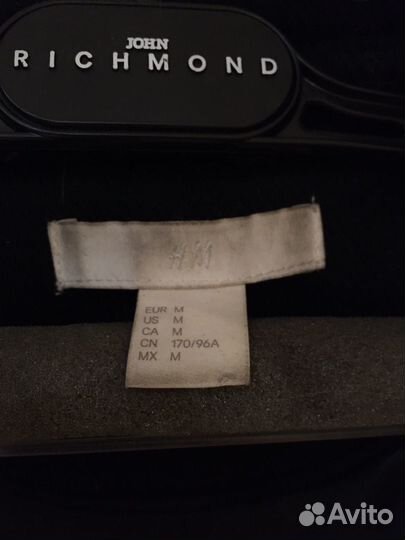 JOHN
RICHMOND
H&M
EUR M
US M
CA M
CN 170/96A
MX M
Avito